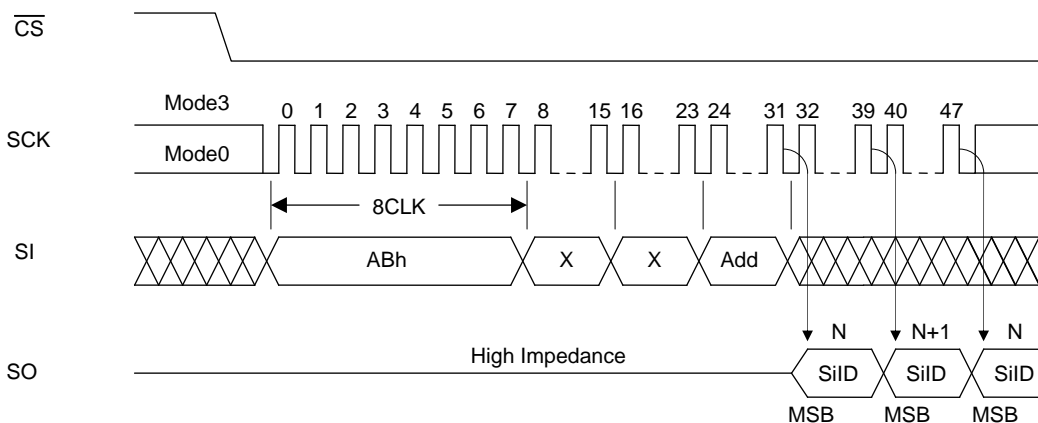 CS
Mode3
0 1 2 3 4 5 6 7 8 15 16 23 24 31 32 39 40 47
SCK
Mode0
8CLK
SI
ABh X X Add
N N+1 N
High Impedance
SO
SiID SiID SiID
MSB MSB MSB